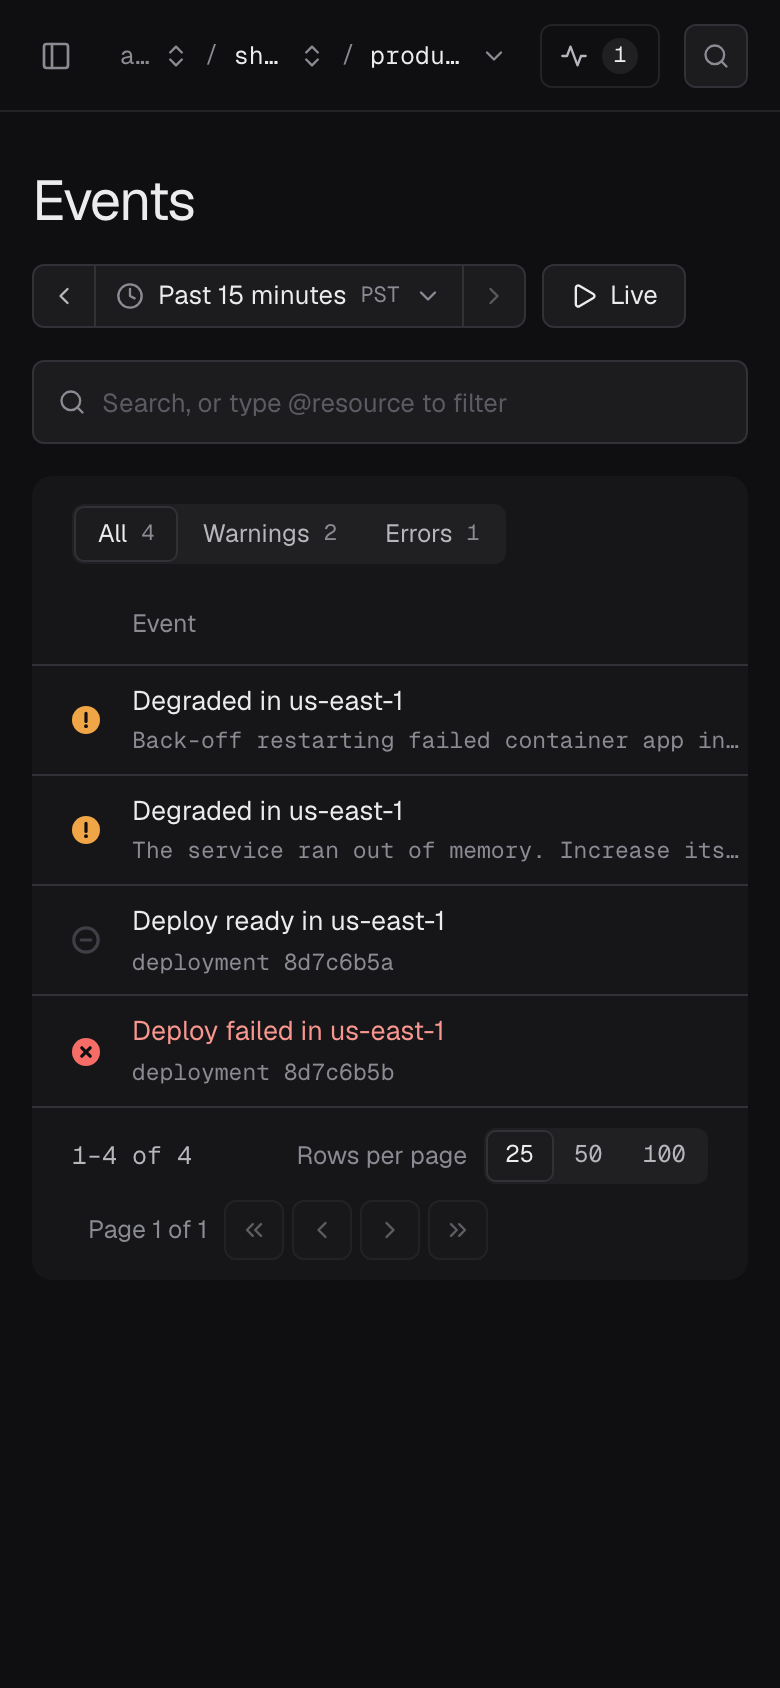 a… / sh… / produ… 1
Events
Past 15 minutes PST Live
Search, or type @resource to filter
All 4 Warnings 2 Errors 1
Event
Degraded in us-east-1
Back-off restarting failed container app in…
Degraded in us-east-1
The service ran out of memory. Increase its…
Deploy ready in us-east-1
deployment 8d7c6b5a
Deploy failed in us-east-1
deployment 8d7c6b5b
1-4 of 4 Rows per page 25 50 100
Page 1 of 1